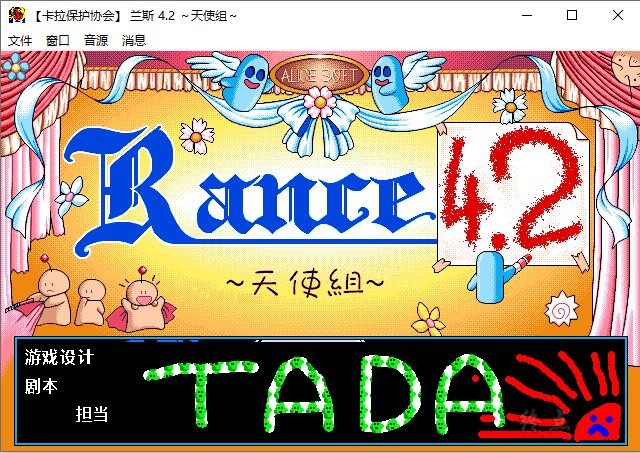 【卡拉保护协会】 兰斯 4.2 ～天使组～
文件 窗口 音源 消息
ALICE SOFT
Rance 4.2
~天使組~
游戏设计
剧本
担当
TADA